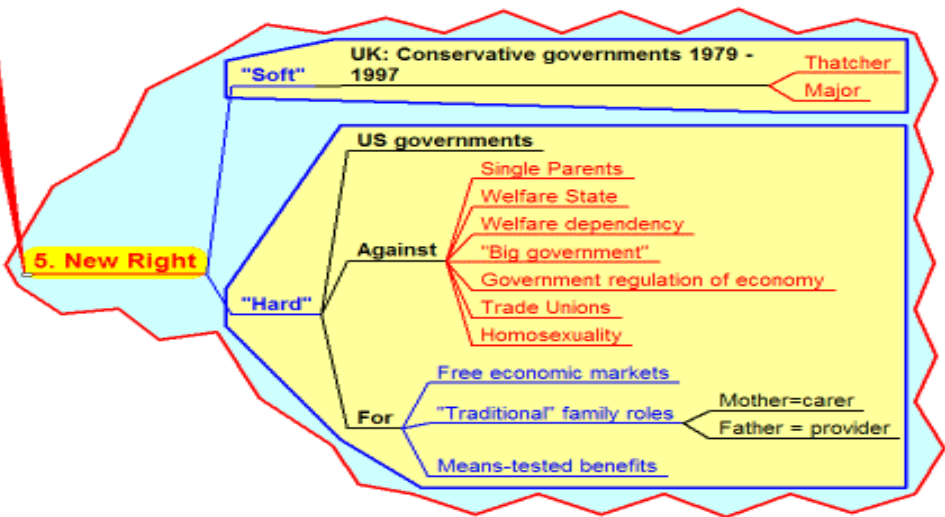 5. New Right
"Soft"
UK: Conservative governments 1979 -
1997
Thatcher
Major
"Hard"
US governments
Against
Single Parents
Welfare State
Welfare dependency
"Big government"
Government regulation of economy
Trade Unions
Homosexuality
For
Free economic markets
"Traditional" family roles
Mother=carer
Father = provider
Means-tested benefits